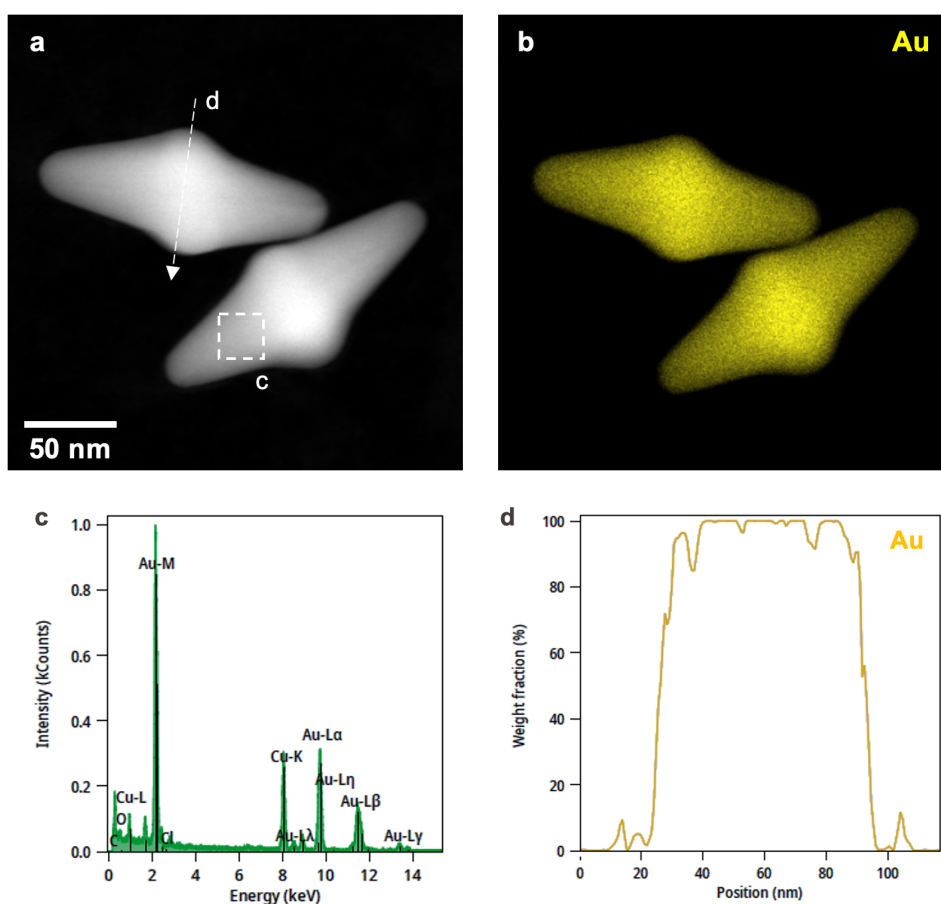 a
d
c
50 nm
b
Au
c
1.0
0.8
0.6
0.4
0.2
0.0
Intensity (kCounts)
Au-M
Cu-L
O
C
Cl
Cu-K
Au-Lλ
Au-Lα
Au-Lη
Au-Lβ
Au-Lγ
0 2 4 6 8 10 12 14
Energy (keV)
d
Au
100
80
60
40
20
0
Weight fraction (%)
0 20 40 60 80 100
Position (nm)